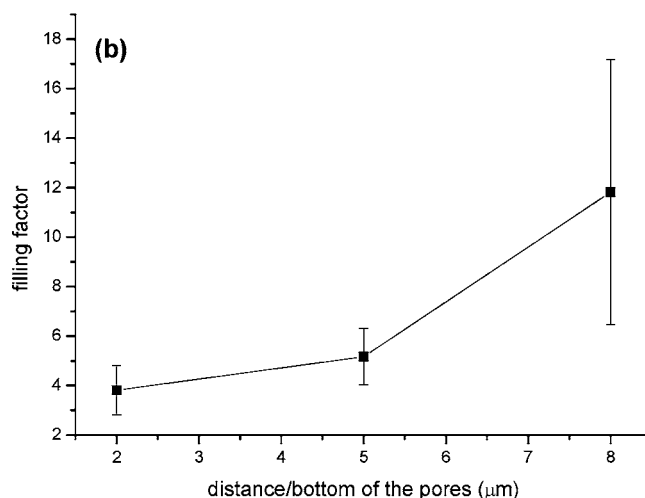 (b)
18
16
14
12
10
8
6
4
2
filling factor
2 3 4 5 6 7 8
distance/bottom of the pores (μm)